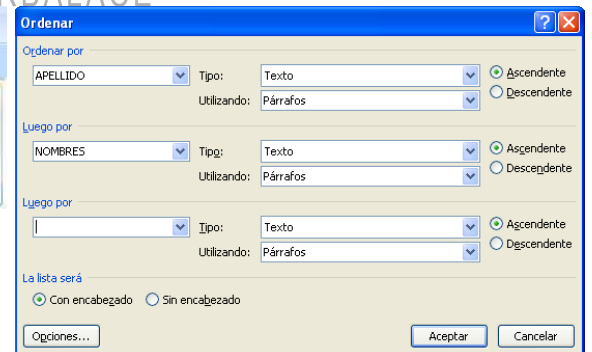 Ordenar
Ordenar por
APELLIDO Tipo: Texto Ascendente
Utilizando: Párrafos Descendente
Luego por
NOMBRES Tipo: Texto Ascendente
Utilizando: Párrafos Descendente
Luego por
Tipo: Texto Ascendente
Utilizando: Párrafos Descendente
La lista será
Con encabezado Sin encabezado
Opciones... Aceptar Cancelar